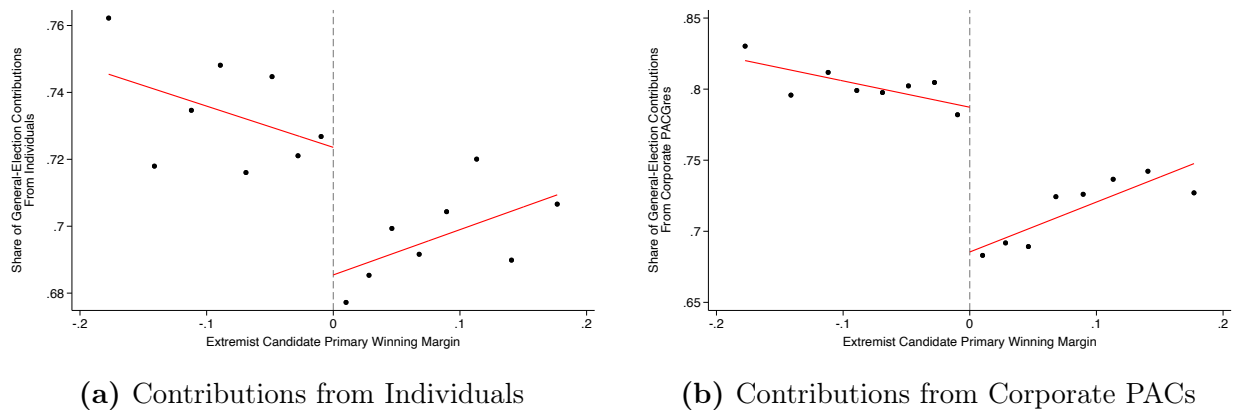 Share of General-Election Contributions
From Individuals
.76
.74
.72
.7
.68
-.2 -.1 0 .1 .2
Extremist Candidate Primary Winning Margin
(a) Contributions from Individuals
Share of General-Election Contributions
From Corporate PACGres
.85
.8
.75
.7
.65
-.2 -.1 0 .1 .2
Extremist Candidate Primary Winning Margin
(b) Contributions from Corporate PACs